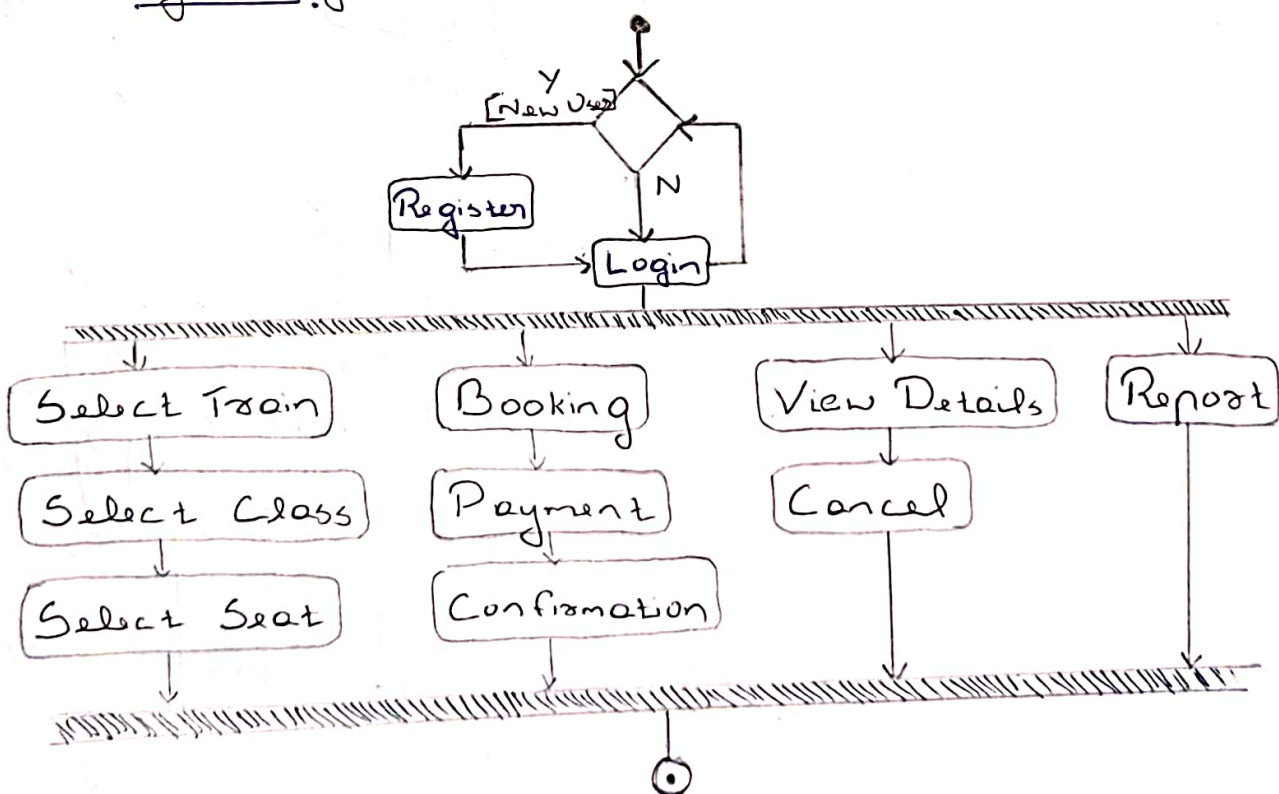 Y
[New User]
N
Register
Login
Select Train
Booking
View Details
Report
Select Class
Payment
Cancel
Select Seat
Confirmation